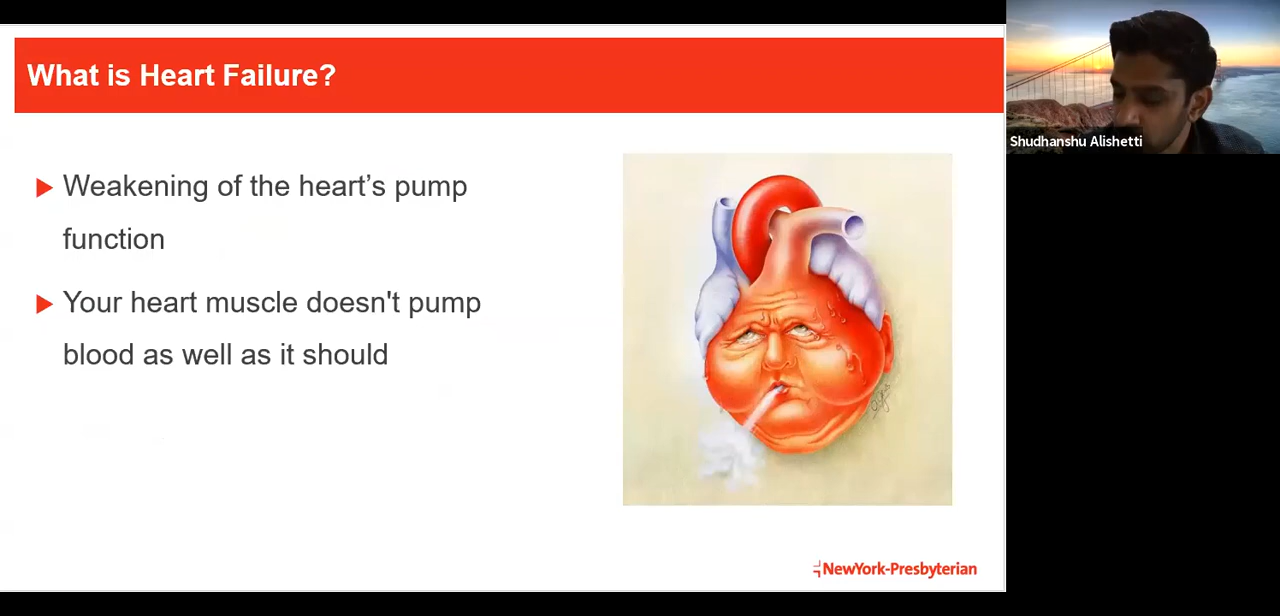 What is Heart Failure?
Weakening of the heart’s pump
function
Your heart muscle doesn't pump
blood as well as it should
NewYork-Presbyterian
Shudhanshu Alishetti